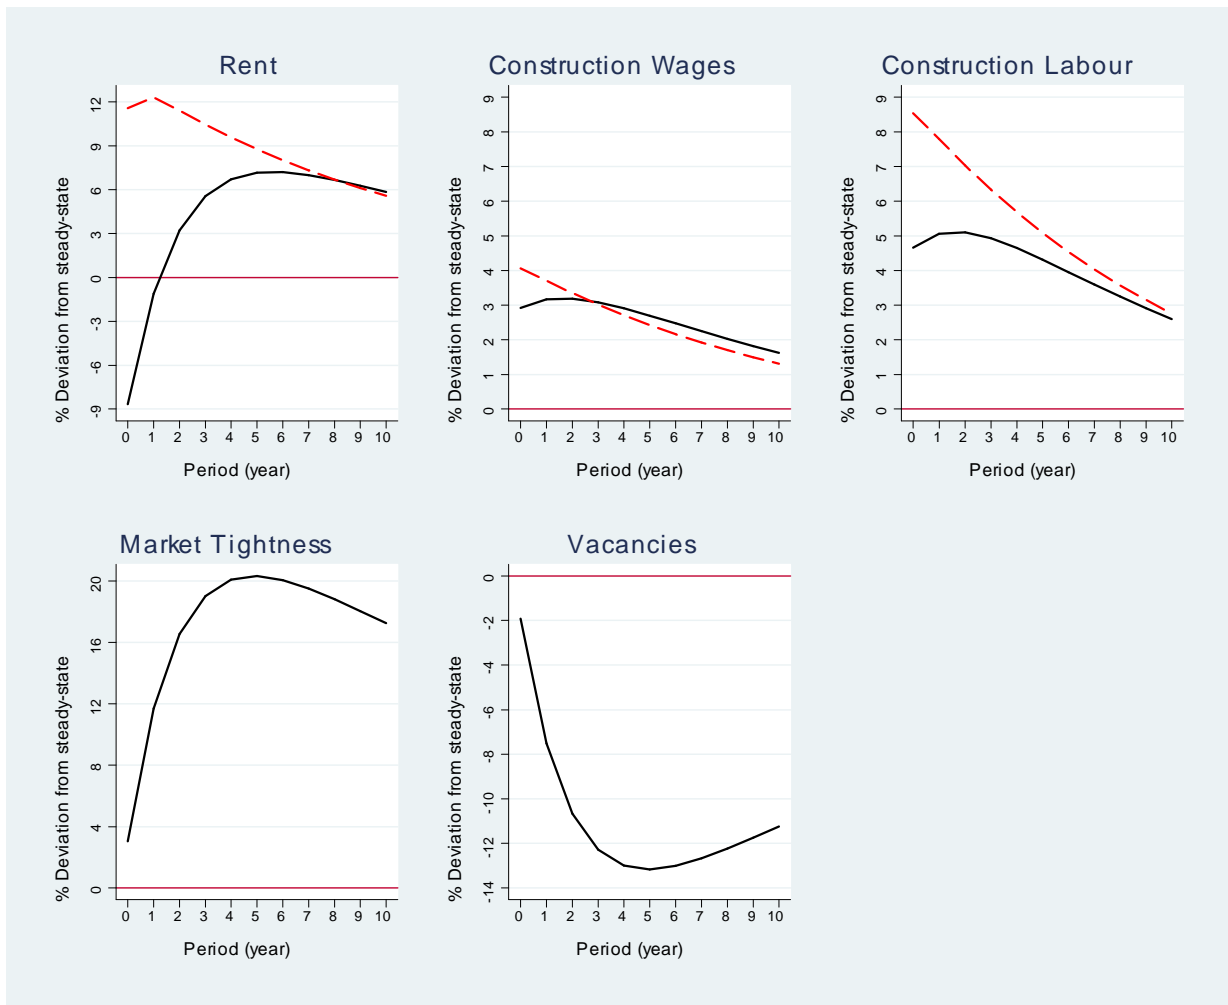 Rent
% Deviation from steady-state
12
9
6
3
0
-3
-6
-9
0 1 2 3 4 5 6 7 8 9 10
Period (year)
Construction Wages
% Deviation from steady-state
9
8
7
6
5
4
3
2
1
0
0 1 2 3 4 5 6 7 8 9 10
Period (year)
Construction Labour
% Deviation from steady-state
9
8
7
6
5
4
3
2
1
0
0 1 2 3 4 5 6 7 8 9 10
Period (year)
Market Tightness
% Deviation from steady-state
20
16
12
8
4
0
0 1 2 3 4 5 6 7 8 9 10
Period (year)
Vacancies
% Deviation from steady-state
0
-2
-4
-6
-8
-10
-12
-14
0 1 2 3 4 5 6 7 8 9 10
Period (year)